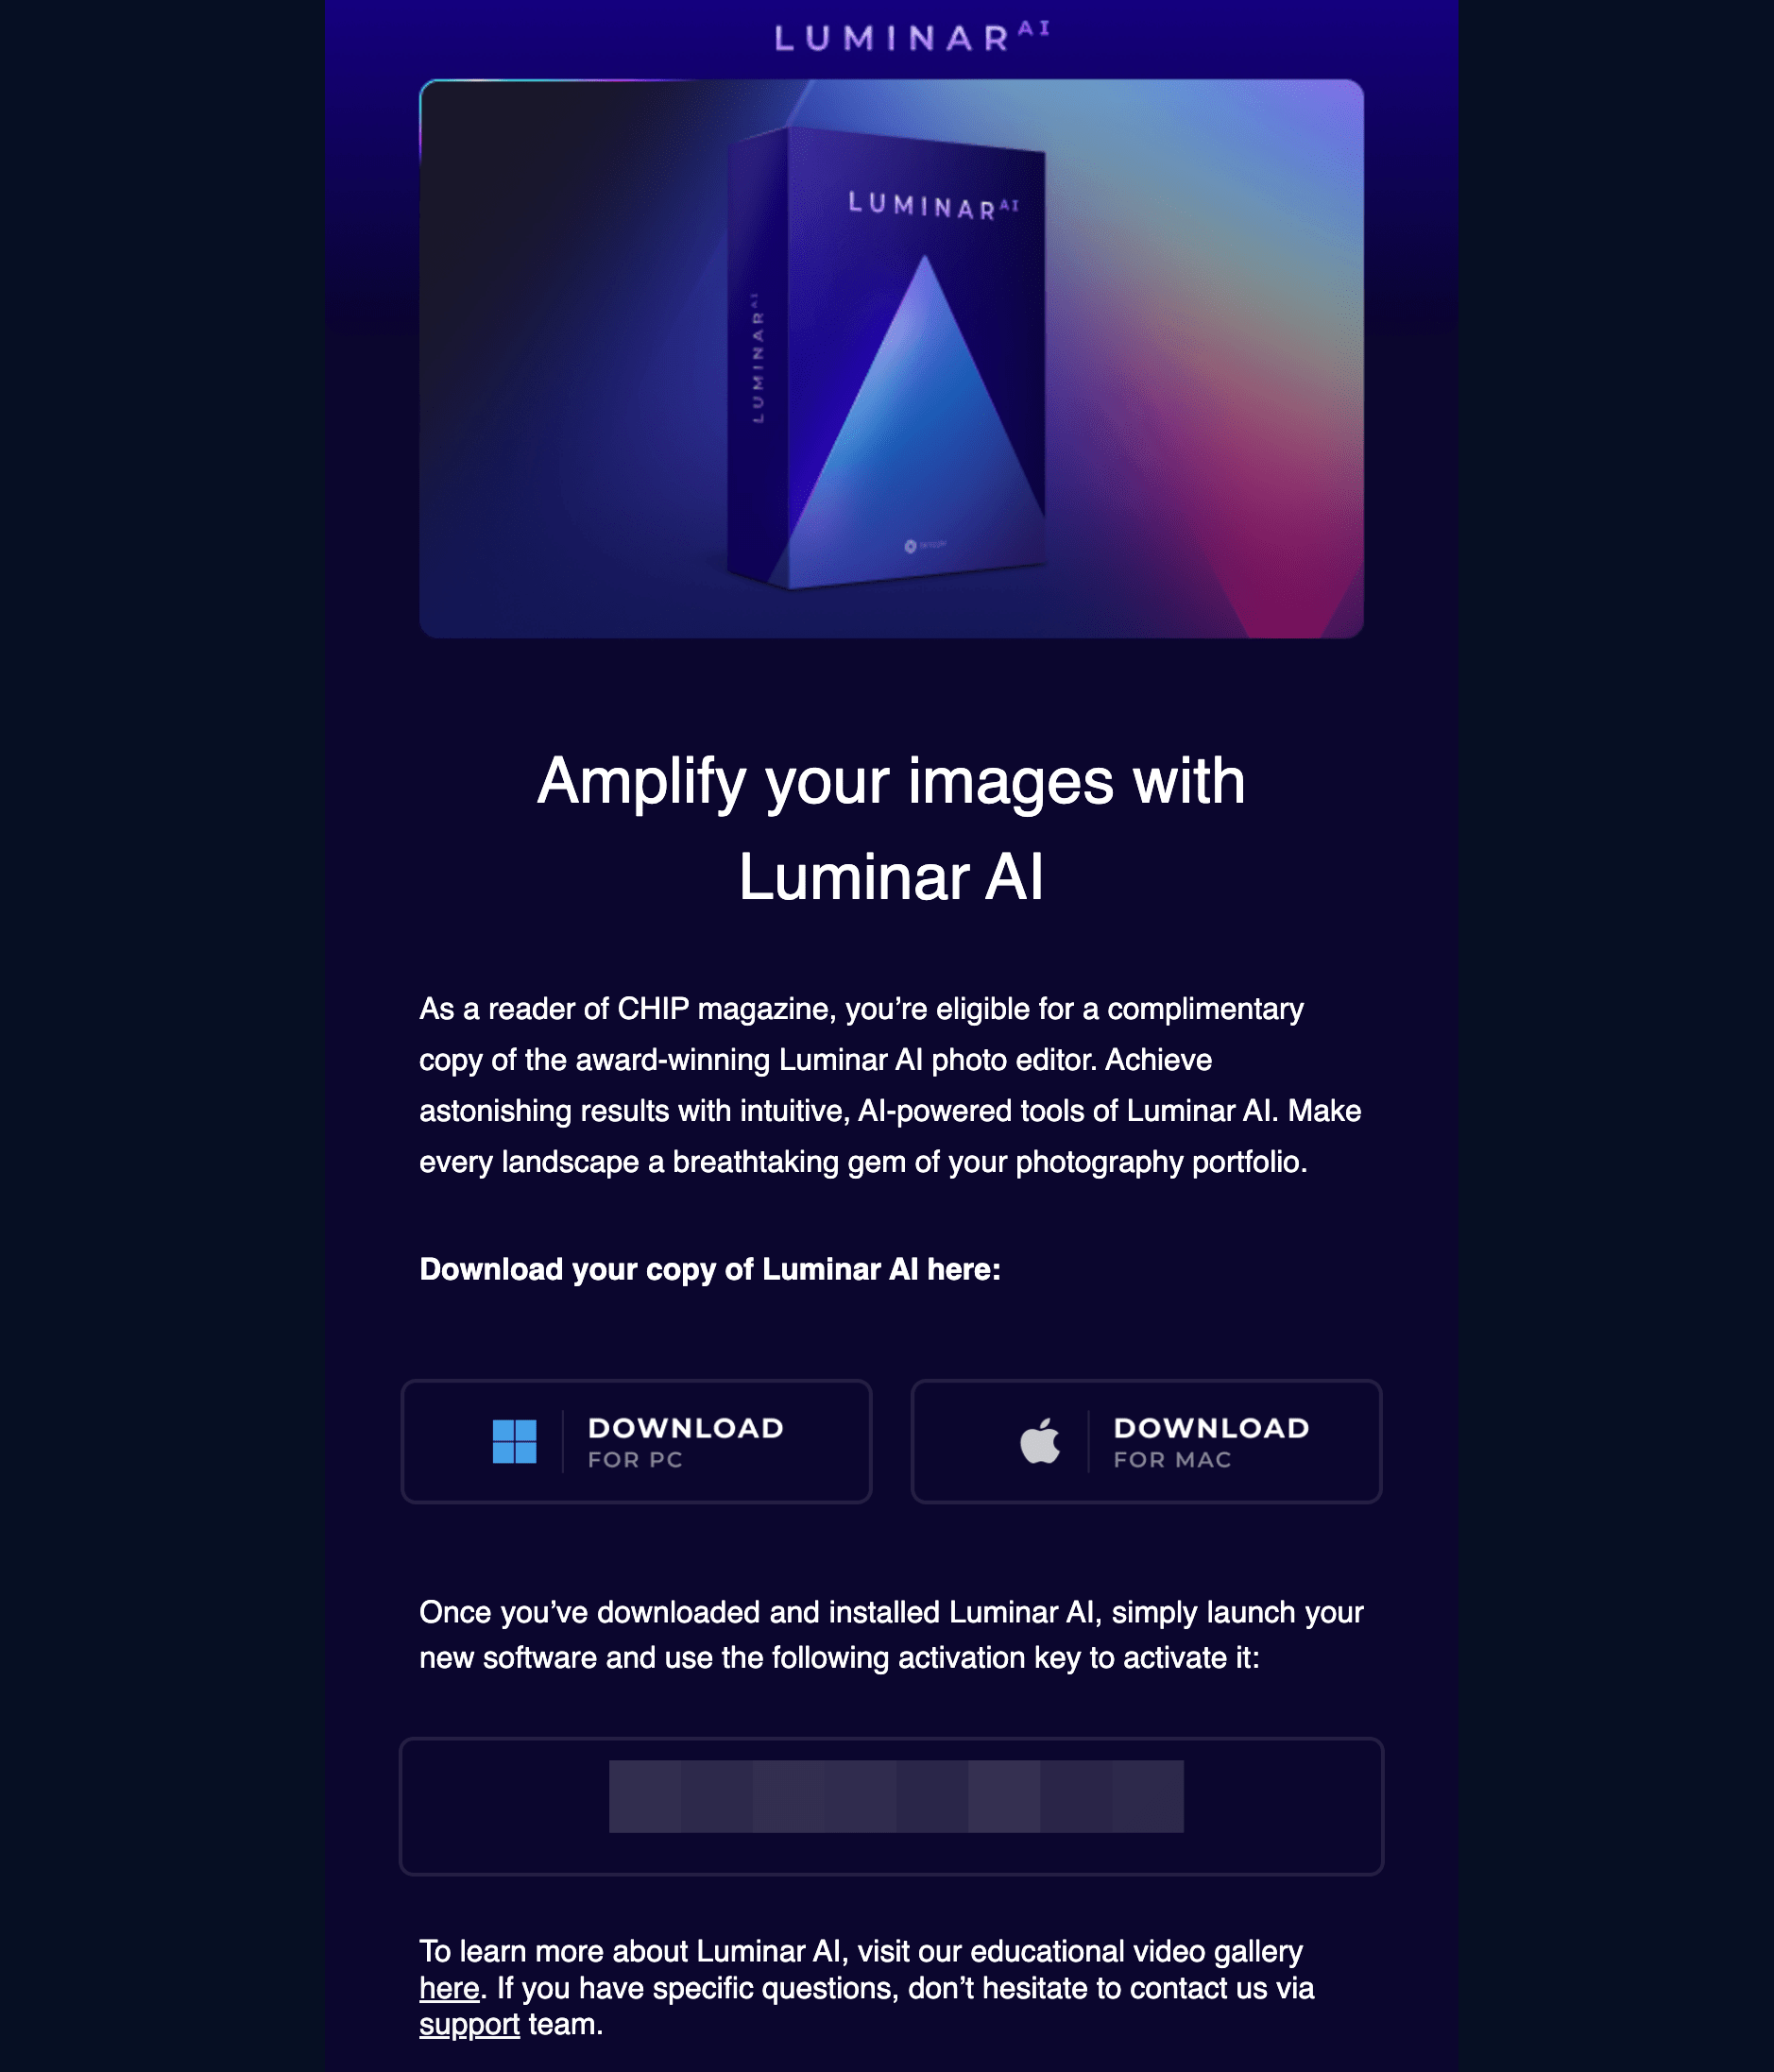 LUMINAR AI
LUMINAR AI
LUMINAR AI
Amplify your images with
Luminar AI
As a reader of CHIP magazine, you’re eligible for a complimentary
copy of the award-winning Luminar AI photo editor. Achieve
astonishing results with intuitive, AI-powered tools of Luminar AI. Make
every landscape a breathtaking gem of your photography portfolio.
Download your copy of Luminar AI here:
DOWNLOAD
FOR PC
DOWNLOAD
FOR MAC
Once you’ve downloaded and installed Luminar AI, simply launch your
new software and use the following activation key to activate it:
To learn more about Luminar AI, visit our educational video gallery
here. If you have specific questions, don’t hesitate to contact us via
support team.